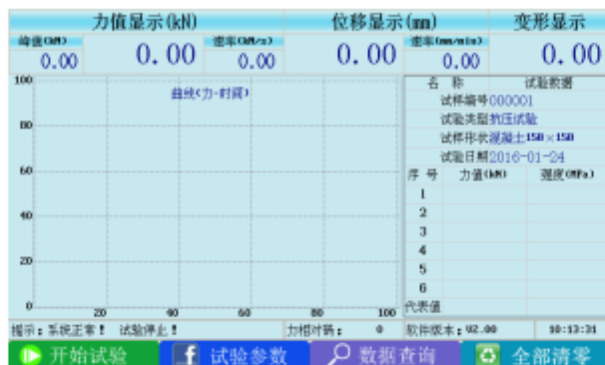 力值显示(kN) 位移显示(mm) 变形显示
峰值(kN) 速率(kN/s) 速率(mm/min)
0.00 0.00 0.00 0.00 0.00 0.00
曲线(力-时间)
100
80
60
40
20
0
20 40 60 80 100
名 称 试验数据
试样编号000001
试验类型抗压试验
试样形状混凝土150×150
试验日期2016-01-24
序 号 力值(kN) 强度(MPa)
1
2
3
4
5
6
代表值
提示:系统正常! 试验停止! 力相对码: 0 软件版本:V2.00 10:13:31
开始试验 试验参数 数据查询 全部清零